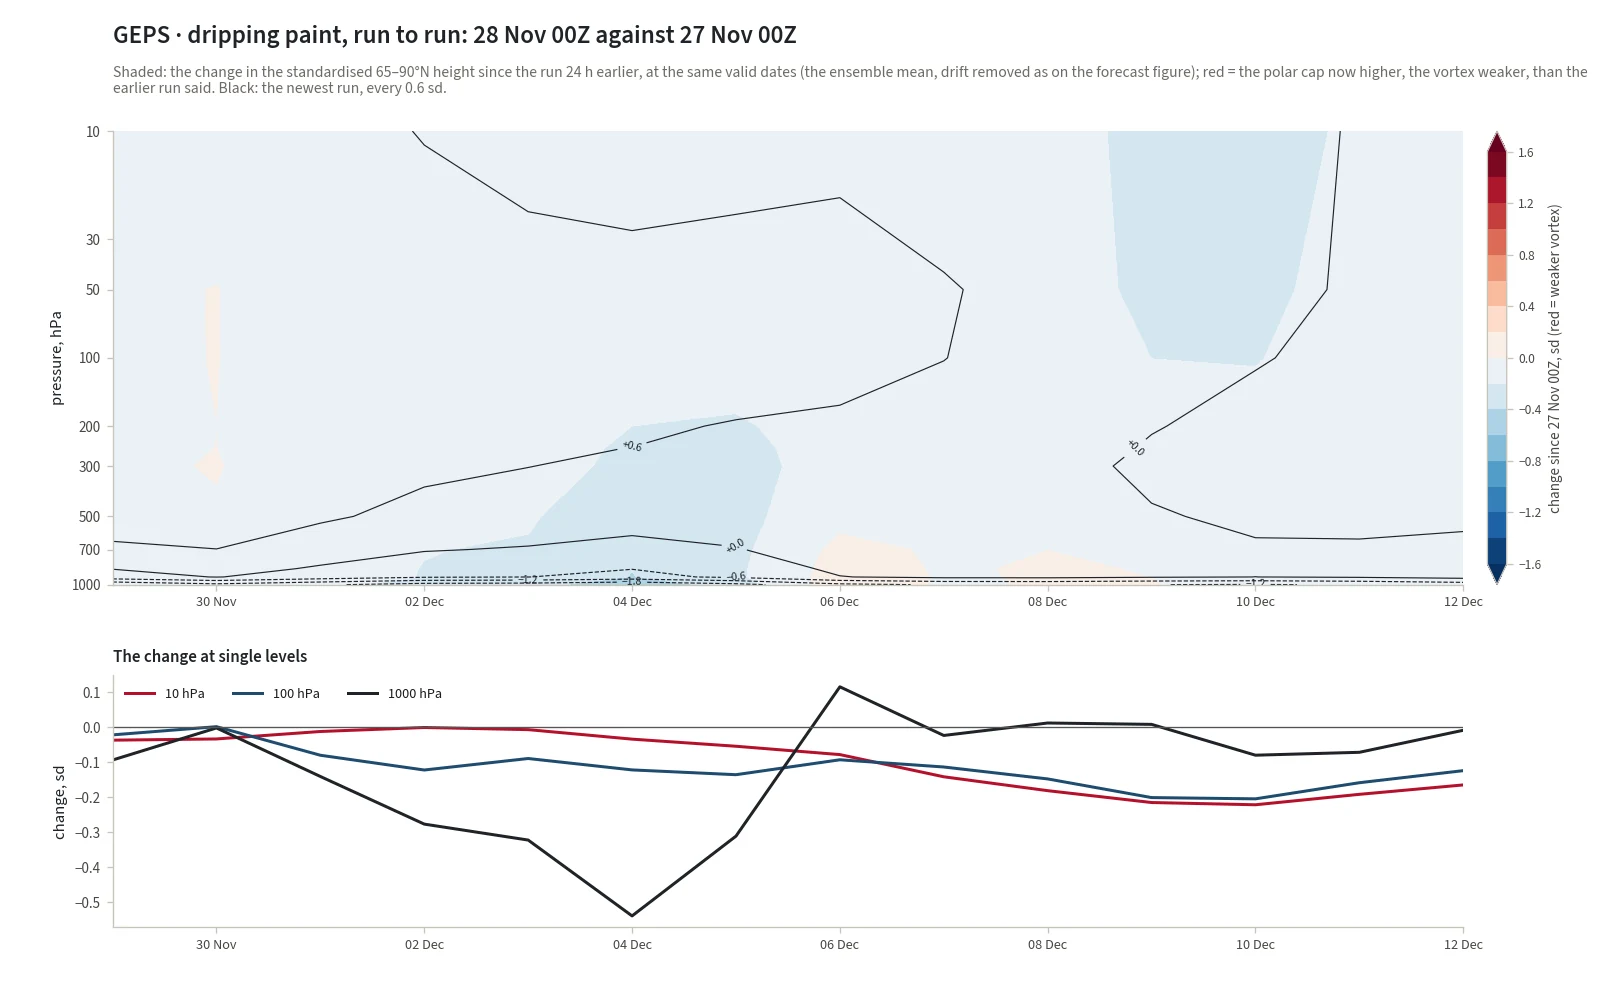 GEPS · dripping paint, run to run: 28 Nov 00Z against 27 Nov 00Z
Shaded: the change in the standardised 65–90°N height since the run 24 h earlier, at the same valid dates (the ensemble mean, drift removed as on the forecast figure); red = the polar cap now higher, the vortex weaker, than the
earlier run said. Black: the newest run, every 0.6 sd.
pressure, hPa
10
30
50
100
200
300
500
700
1000
+0.6
+0.0
+0.0
−0.6
−1.2
−1.8
30 Nov
02 Dec
04 Dec
06 Dec
08 Dec
10 Dec
12 Dec
1.6
1.2
0.8
0.4
0.0
−0.4
−0.8
−1.2
−1.6
change since 27 Nov 00Z, sd (red = weaker vortex)
The change at single levels
10 hPa
100 hPa
1000 hPa
change, sd
0.1
0.0
−0.1
−0.2
−0.3
−0.4
−0.5
30 Nov
02 Dec
04 Dec
06 Dec
08 Dec
10 Dec
12 Dec